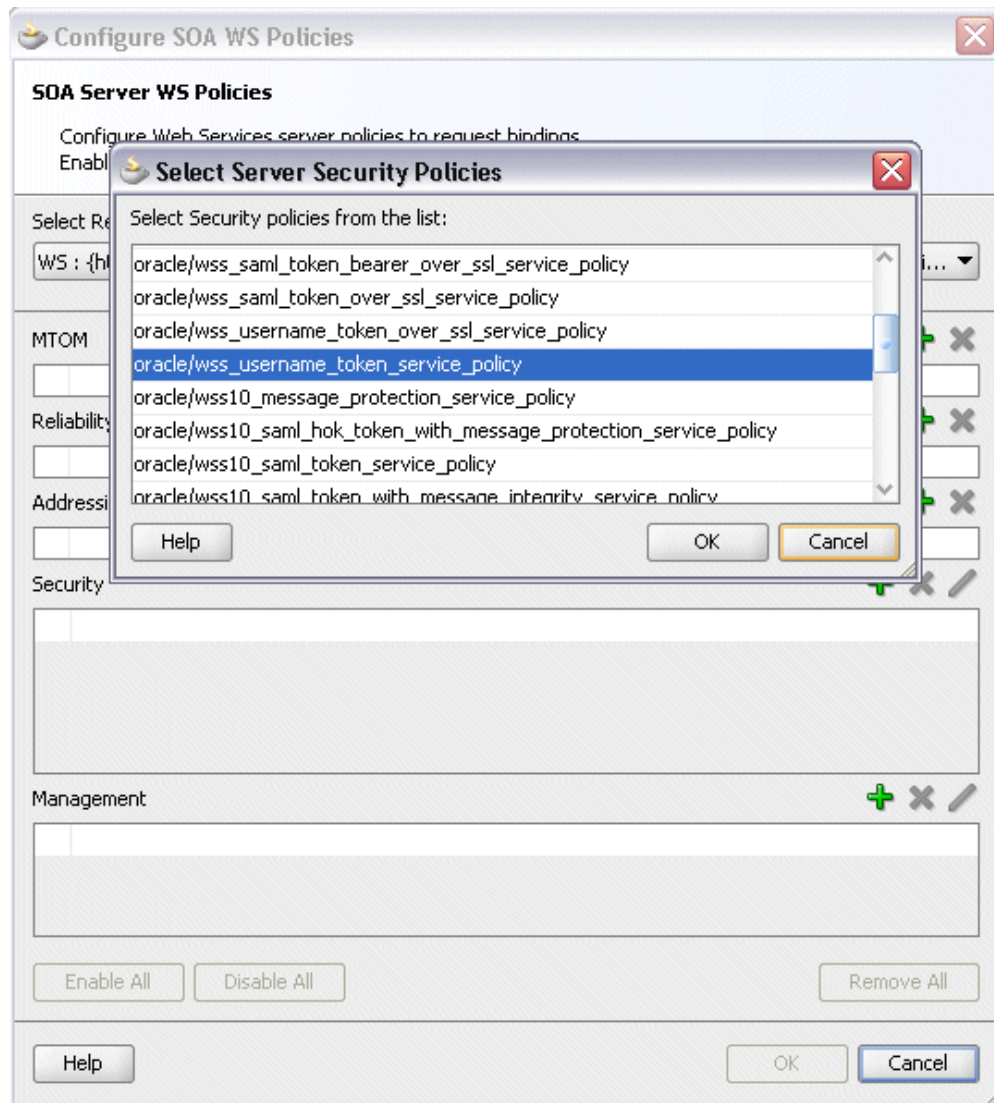 Configure SOA WS Policies
SOA Server WS Policies
Configure Web Services server policies to request bindings
Enabl
Select Server Security Policies
Select Re
Select Security policies from the list:
WS : {ht
i...
oracle/wss_saml_token_bearer_over_ssl_service_policy
oracle/wss_saml_token_over_ssl_service_policy
oracle/wss_username_token_over_ssl_service_policy
MTOM
oracle/wss_username_token_service_policy
oracle/wss10_message_protection_service_policy
Reliability
oracle/wss10_saml_hok_token_with_message_protection_service_policy
oracle/wss10_saml_token_service_policy
Addressi
oracle/wss10_saml_token_with_message_integrity_service_policy
Help
OK
Cancel
Security
Management
Enable All
Disable All
Remove All
Help
OK
Cancel